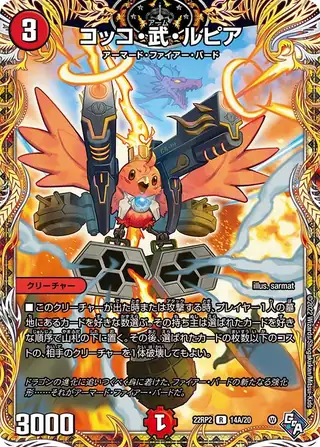 3
アーム
コッコ・武・ルピア
アーマード・ファイアー・バード
クリーチャー
illus. sarmat
■このクリーチャーが出た時または攻撃する時、プレイヤー1人の墓
地にあるカードを好きな数選ぶ。その持ち主は選ばれたカードを好き
な順序で山札の下に置く。その後、選ばれたカードの枚数以下のコス
トの、相手のクリーチャーを1体破壊してもよい。
ドラゴンの進化に追いつくべく身に着けた、ファイアー・バードの新たなる強化形
……それがアーマード・ファイアー・バードだ。
3000
1
22RP2 R 14A/20
W